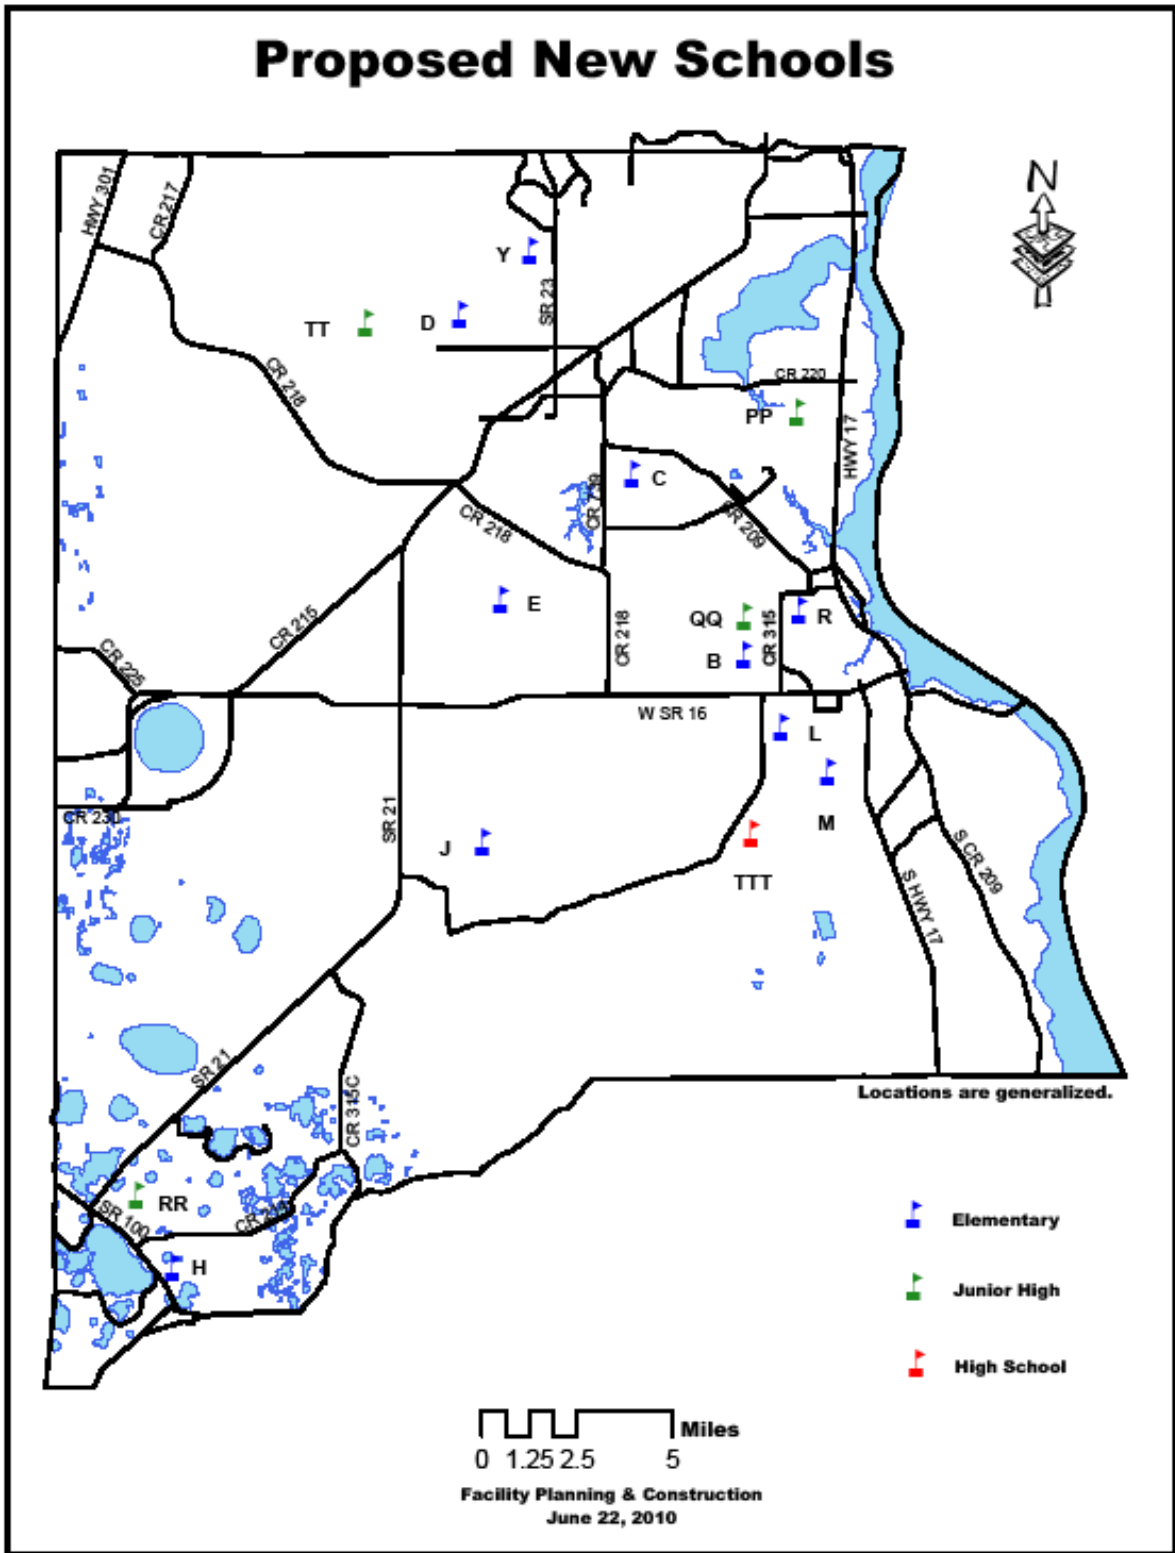 Proposed New Schools
N
HWY 301
CR 217
Y
SR 23
TT
D
CR 218
CR 220
PP
HWY 17
C
CR 739
CR 218
CR 209
E
CR 215
QQ
R
CR 218
CR 315
B
CR 225
W SR 16
L
CR 230
SR 21
M
J
TTT
S CR 209
S HWY 17
SR 21
Locations are generalized.
CR 315C
RR
SR 100
H
Elementary
Junior High
High School
Miles
0 1.25 2.5 5
Facility Planning & Construction
June 22, 2010